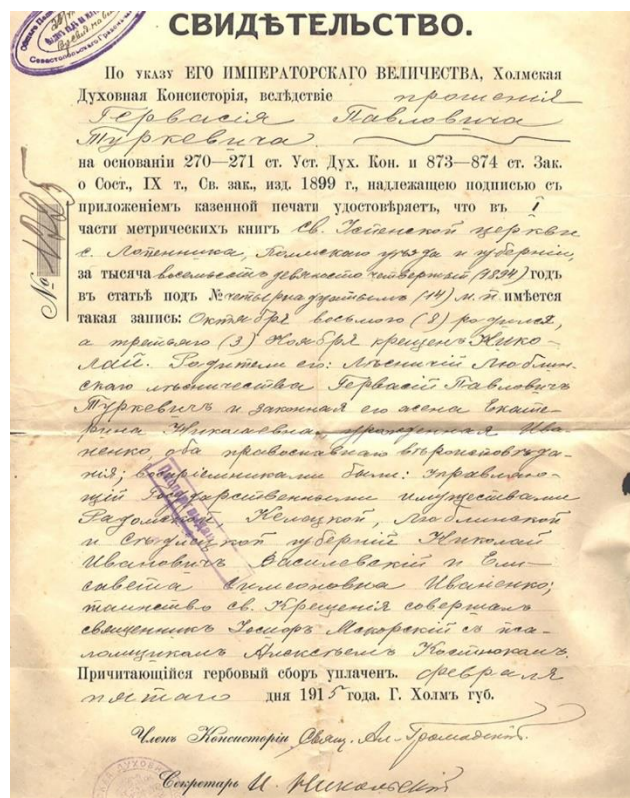 СВИДѢТЕЛЬСТВО.
По указу ЕГО ИМПЕРАТОРСКАГО ВЕЛИЧЕСТВА, Холмская
Духовная Консисторія, вслѣдствіе прошенія
Гервасія Павловича
Туркевича
на основаніи 270—271 ст. Уст. Дух. Кон. и 873—874 ст. Зак.
о Сост., IX т., Св. зак., изд. 1899 г., надлежащею подписью съ
приложеніемъ казенной печати удостовѣряетъ, что въ I
части метрическихъ книгъ Св. Успенской церкви
с. Лопенника, Холмскаго уѣзда и губерніи,
за тысяча восемьсотъ девяносто четвертый (1894) годъ
въ статьѣ подъ № четырнадцатымъ (14) м. п. имѣется
такая запись: Октября восьмого (8) родился,
а третьяго (3) Ноября крещенъ Нико-
лай. Родители его: Лѣсничій Люблин-
скаго лѣсничества Гервасій Павловичъ
Туркевичъ и законная его жена Екате-
рина Николаевна, урожденная Ива-
ненко, оба православнаго вѣроисповѣда-
нія; воспріемниками были: Управляю-
щій Государственными имуществами
Радомской, Келецкой, Люблинской
и Сѣдлецкой губерній Николай
Ивановичъ Василевскій и Ели-
савета Симеоновна Иваненко;
таинство св. Крещенія совершалъ
священникъ съ пса-
ломщикомъ Алексѣемъ
Причитающійся гербовый сборъ уплаченъ. февраля
пятаго дня 1915 года. Г. Холмъ губ.
№
Членъ Консисторіи Свящ. Ал. Громадскій.
Секретарь И. Никольскій